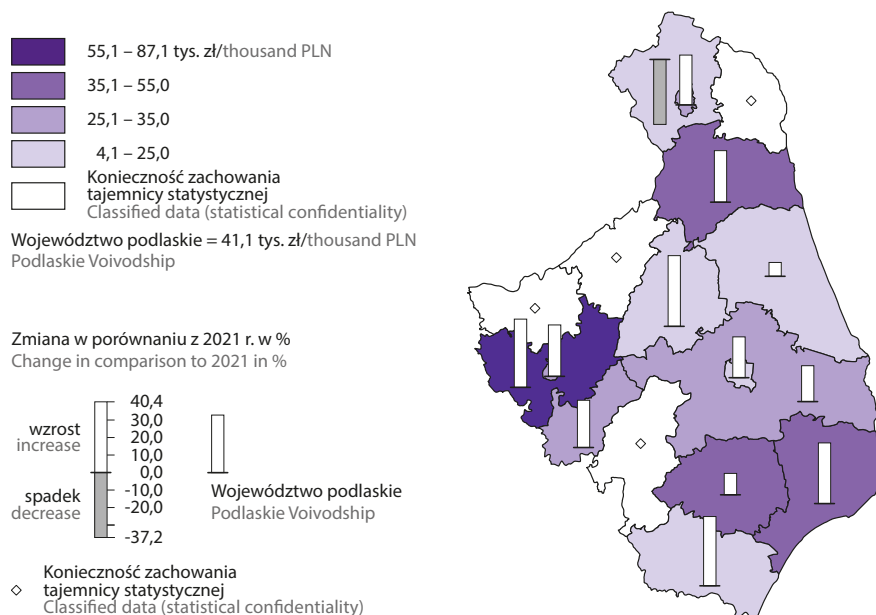 55,1 – 87,1 tys. zł/thousand PLN
35,1 – 55,0
25,1 – 35,0
4,1 – 25,0
Konieczność zachowania
tajemnicy statystycznej
Classified data (statistical confidentiality)
Województwo podlaskie = 41,1 tys. zł/thousand PLN
Podlaskie Voivodship
Zmiana w porównaniu z 2021 r. w %
Change in comparison to 2021 in %
wzrost
increase
spadek
decrease
40,4
30,0
20,0
10,0
0,0
-10,0
-20,0
-37,2
Województwo podlaskie
Podlaskie Voivodship
Konieczność zachowania
tajemnicy statystycznej
Classified data (statistical confidentiality)